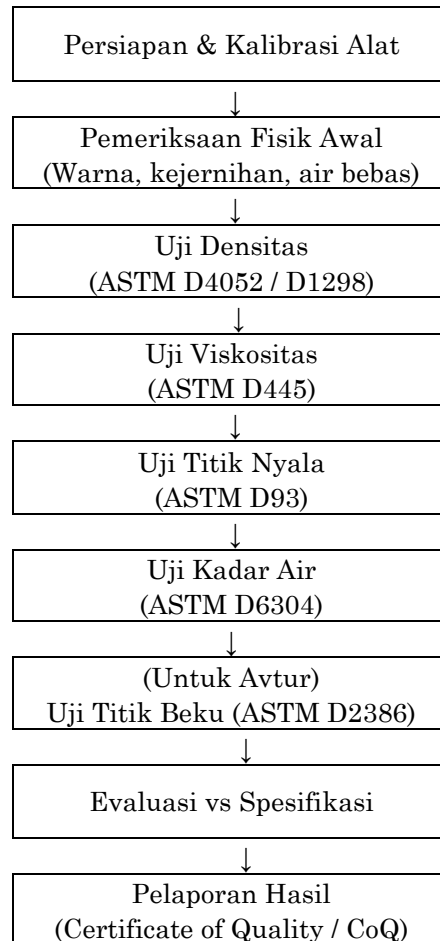 Persiapan & Kalibrasi Alat
↓
Pemeriksaan Fisik Awal
(Warna, kejernihan, air bebas)
↓
Uji Densitas
(ASTM D4052 / D1298)
↓
Uji Viskositas
(ASTM D445)
↓
Uji Titik Nyala
(ASTM D93)
↓
Uji Kadar Air
(ASTM D6304)
↓
(Untuk Avtur)
Uji Titik Beku (ASTM D2386)
↓
Evaluasi vs Spesifikasi
↓
Pelaporan Hasil
(Certificate of Quality / CoQ)